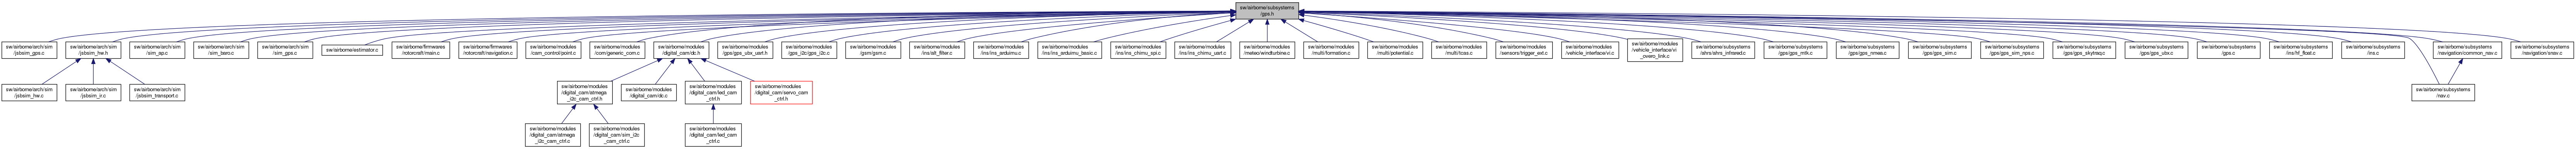 sw/airborne/subsystems
/gps.h
sw/airborne/arch/sim
/jsbsim_gps.c
sw/airborne/arch/sim
/jsbsim_hw.h
sw/airborne/arch/sim
/sim_ap.c
sw/airborne/arch/sim
/sim_baro.c
sw/airborne/arch/sim
/sim_gps.c
sw/airborne/estimator.c
sw/airborne/firmwares
/rotorcraft/main.c
sw/airborne/firmwares
/rotorcraft/navigation.c
sw/airborne/modules
/cam_control/point.c
sw/airborne/modules
/com/generic_com.c
sw/airborne/modules
/digital_cam/dc.h
sw/airborne/modules
/gps/gps_ubx_ucenter.c
sw/airborne/modules
/gps_i2c/gps_i2c.c
sw/airborne/modules
/gsm/gsm.c
sw/airborne/modules
/ins/alt_filter.c
sw/airborne/modules
/ins/ins_arduimu.c
sw/airborne/modules
/ins/ins_arduimu_basic.c
sw/airborne/modules
/ins/ins_chimu_spi.c
sw/airborne/modules
/ins/ins_chimu_uart.c
sw/airborne/modules
/meteo/windturbine.c
sw/airborne/modules
/multi/formation.c
sw/airborne/modules
/multi/potential.c
sw/airborne/modules
/multi/tcas.c
sw/airborne/modules
/sensors/trigger_ext.c
sw/airborne/modules
/vehicle_interface/vi.c
sw/airborne/modules
/vehicle_interface/vi
_overo_link.c
sw/airborne/subsystems
/ahrs/ahrs_infrared.c
sw/airborne/subsystems
/gps/gps_mtk.c
sw/airborne/subsystems
/gps/gps_nmea.c
sw/airborne/subsystems
/gps/gps_sim.c
sw/airborne/subsystems
/gps/gps_sim_nps.c
sw/airborne/subsystems
/gps/gps_skytraq.c
sw/airborne/subsystems
/gps/gps_ubx.c
sw/airborne/subsystems
/gps.c
sw/airborne/subsystems
/ins/hf_float.c
sw/airborne/subsystems
/ins.c
sw/airborne/subsystems
/navigation/common_nav.c
sw/airborne/subsystems
/navigation/snav.c
sw/airborne/arch/sim
/jsbsim_hw.c
sw/airborne/arch/sim
/jsbsim_ir.c
sw/airborne/arch/sim
/jsbsim_transport.c
sw/airborne/modules
/digital_cam/atmega
_i2c_cam_ctrl.h
sw/airborne/modules
/digital_cam/dc.c
sw/airborne/modules
/digital_cam/led_cam
_ctrl.h
sw/airborne/modules
/digital_cam/servo_cam
_ctrl.h
sw/airborne/subsystems
/nav.c
sw/airborne/modules
/digital_cam/atmega
_i2c_cam_ctrl.c
sw/airborne/modules
/digital_cam/sim_i2c
_cam_ctrl.c
sw/airborne/modules
/digital_cam/led_cam
_ctrl.c